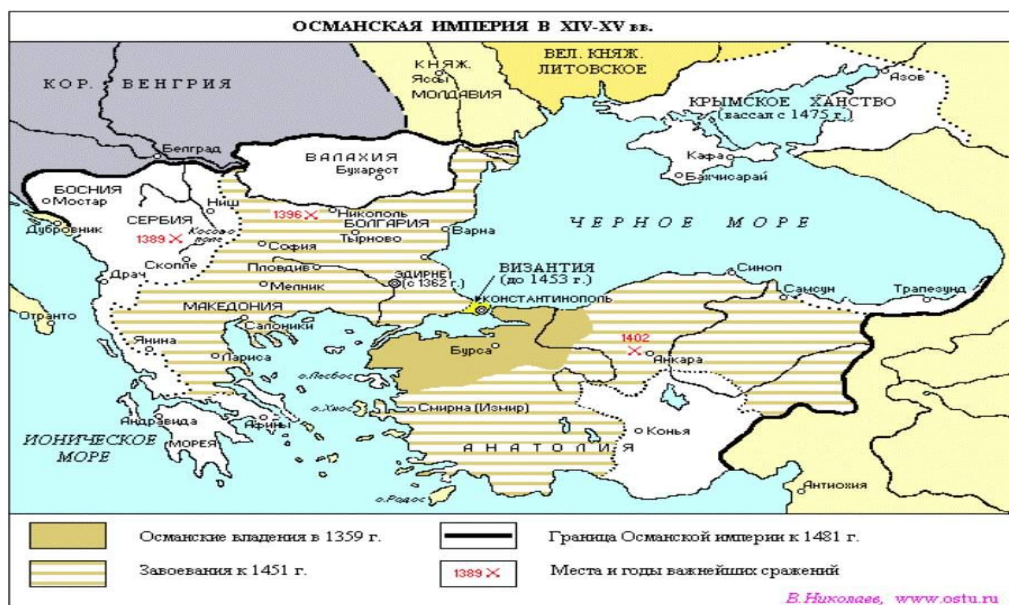 ОСМАНСКАЯ ИМПЕРИЯ В XIV-XV вв.
КОР. ВЕНГРИЯ
КНЯЖ.
Яссы
МОЛДАВИЯ
ВЕЛ. КНЯЖ.
ЛИТОВСКОЕ
Азов
КРЫМСКОЕ ХАНСТВО
(вассал с 1475 г.)
Кафа
Бахчисарай
Белград
ВАЛАХИЯ
Бухарест
БОСНИЯ
Мостар
СЕРБИЯ
Ниш
1396
Никополь
БОЛГАРИЯ
Дубровник
1389
Косово
поле
Тырново
Варна
ЧЕРНОЕ МОРЕ
София
Скопле
Пловдив
ЭДИРНЕ
(с 1362 г.)
ВИЗАНТИЯ
(до 1453 г.)
Синоп
Драч
Мелник
КОНСТАНТИНОПОЛЬ
Самсун
Трапезунд
МАКЕДОНИЯ
Отранто
Салоники
1402
Янина
Лариса
Бурса
Анкара
о.Лесбос
о.Хиос
Смирна (Измир)
Андравида
Афины
ИОНИЧЕСКОЕ
МОРЕ
МОРЕЯ
АНАТОЛИЯ
Конья
о.Родос
Антиохия
Османские владения в 1359 г.
Граница Османской империи к 1481 г.
Завоевания к 1451 г.
1389
Места и годы важнейших сражений
В.Николаев, www.ostu.ru